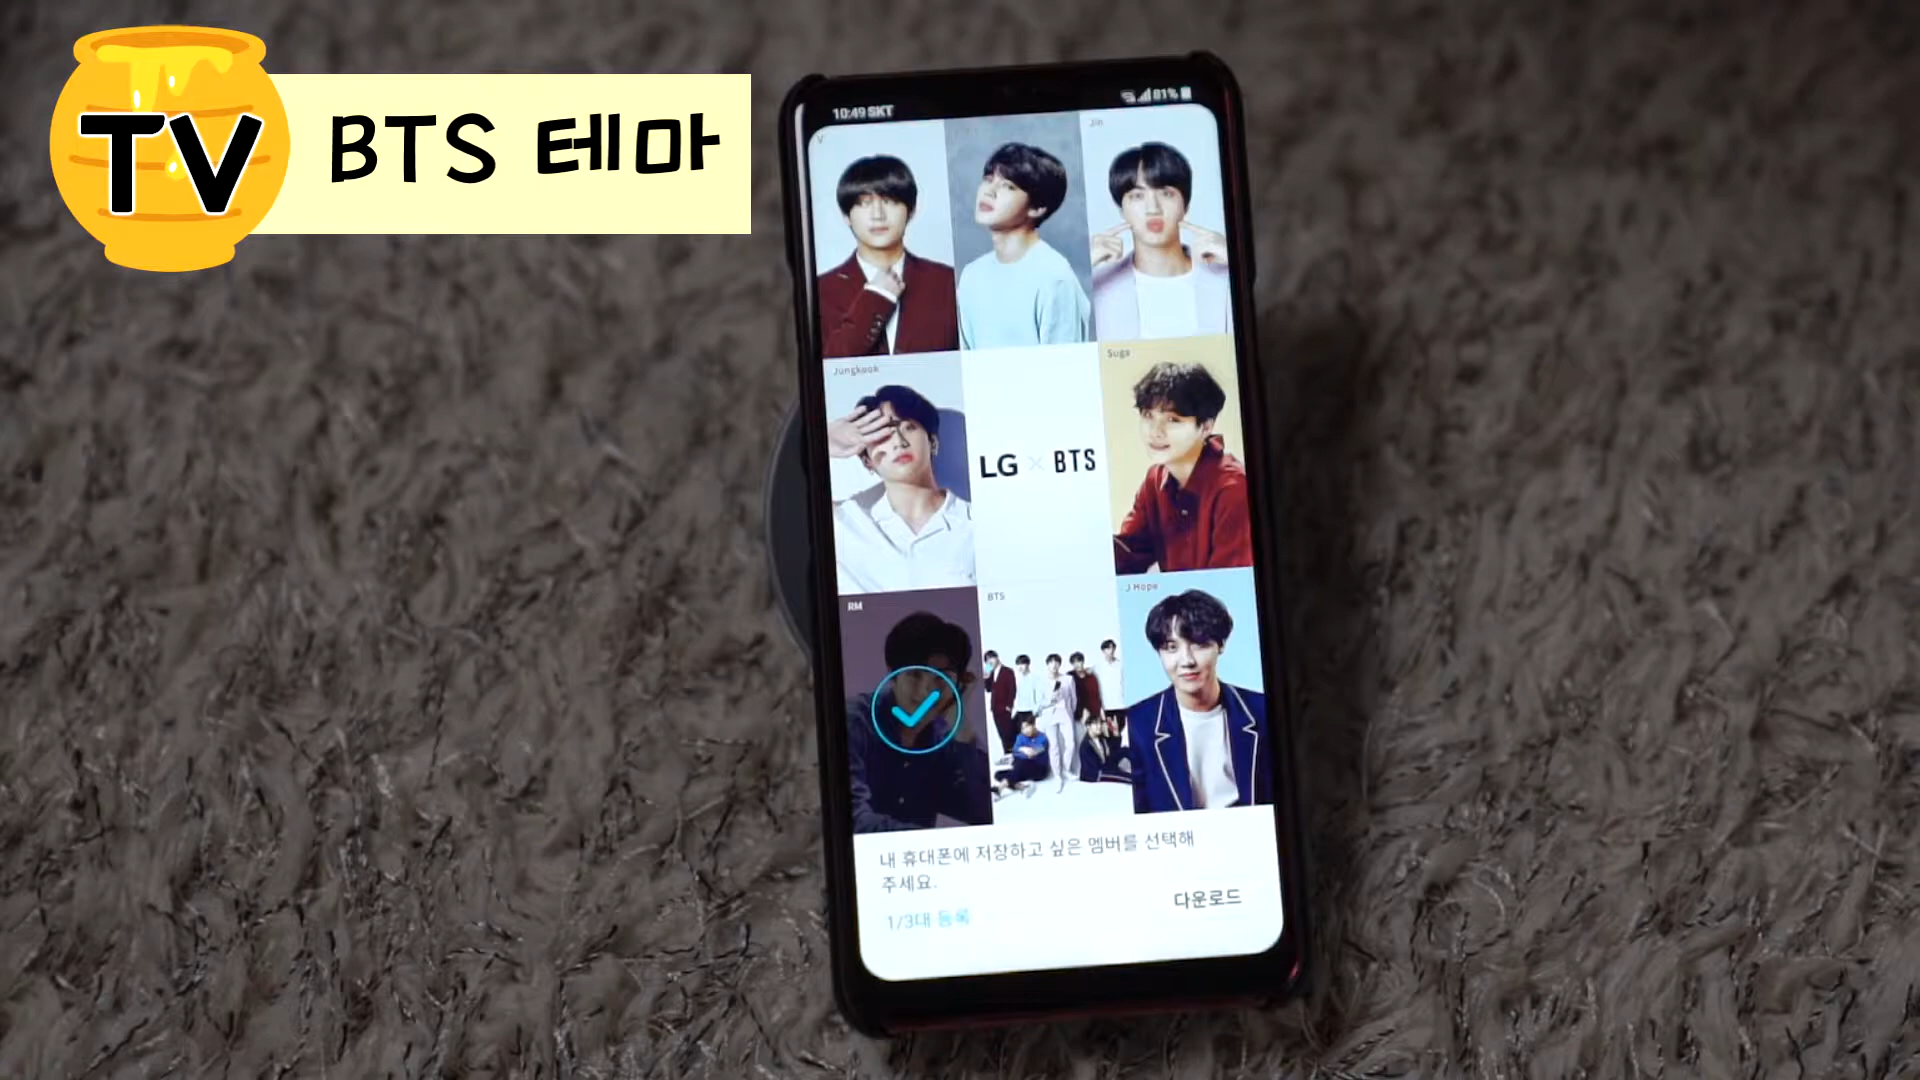 TV
BTS 테마
10:49 SKT
81%
V
Jin
Jungkook
Suga
LG × BTS
RM
BTS
J Hope
내 휴대폰에 저장하고 싶은 멤버를 선택해
주세요.
1/3대 등록
다운로드